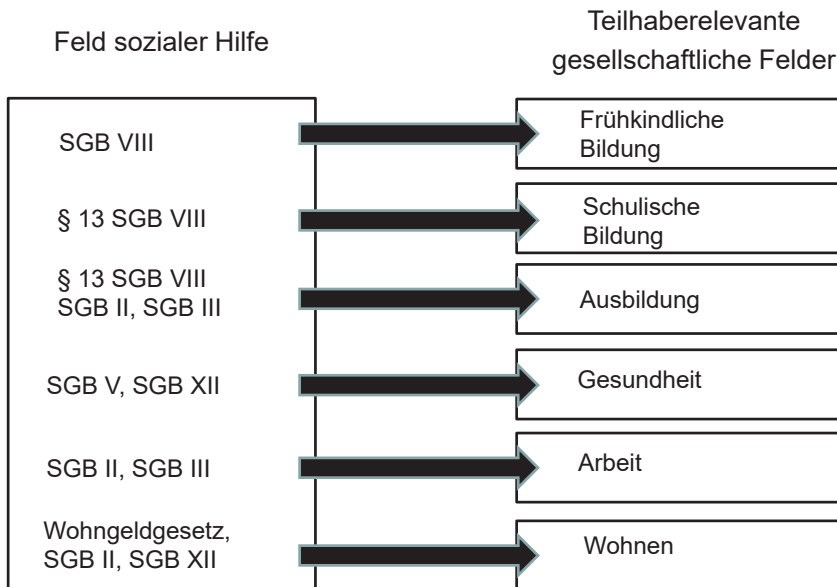 Feld sozialer Hilfe
Teilhaberelevante
gesellschaftliche Felder
SGB VIII
Frühkindliche
Bildung
§ 13 SGB VIII
Schulische
Bildung
§ 13 SGB VIII
SGB II, SGB III
Ausbildung
SGB V, SGB XII
Gesundheit
SGB II, SGB III
Arbeit
Wohngeldgesetz,
SGB II, SGB XII
Wohnen